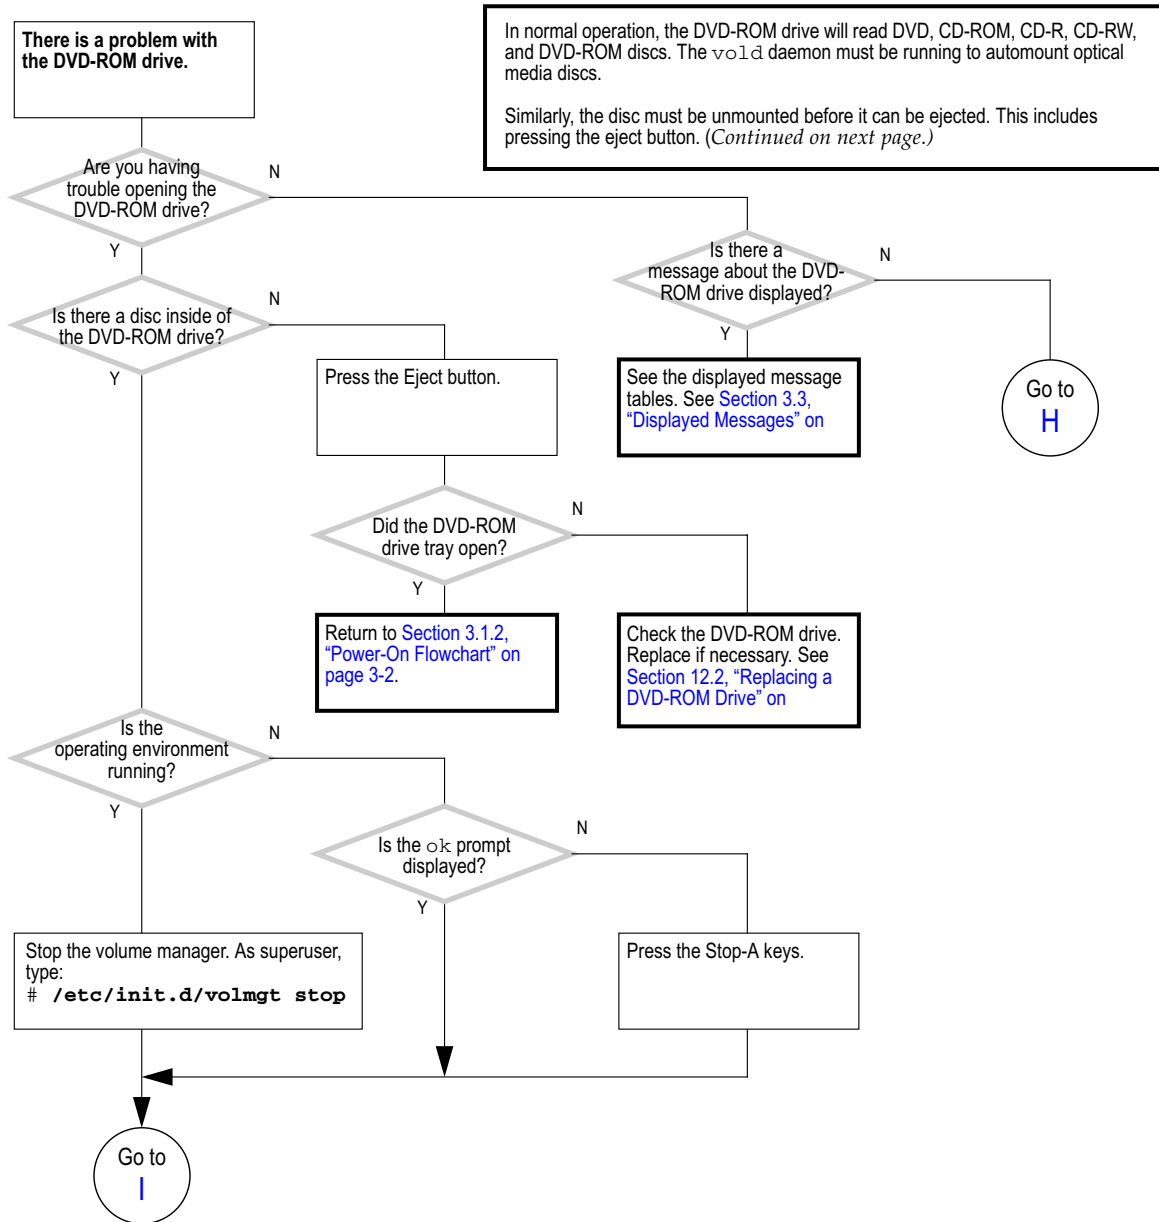 There is a problem with
the DVD-ROM drive.
In normal operation, the DVD-ROM drive will read DVD, CD-ROM, CD-R, CD-RW,
and DVD-ROM discs. The vold daemon must be running to automount optical
media discs.
Similarly, the disc must be unmounted before it can be ejected. This includes
pressing the eject button. (Continued on next page.)
Are you having
trouble opening the
DVD-ROM drive?
N
Y
Is there a
message about the DVD-
ROM drive displayed?
N
Y
Is there a disc inside of
the DVD-ROM drive?
N
Y
Press the Eject button.
See the displayed message
tables. See Section 3.3,
“Displayed Messages” on
Go to
H
Did the DVD-ROM
drive tray open?
N
Y
Return to Section 3.1.2,
“Power-On Flowchart” on
page 3-2.
Check the DVD-ROM drive.
Replace if necessary. See
Section 12.2, “Replacing a
DVD-ROM Drive” on
Is the
operating environment
running?
N
Y
Is the ok prompt
displayed?
N
Y
Stop the volume manager. As superuser,
type:
# /etc/init.d/volmgt stop
Press the Stop-A keys.
Go to
I